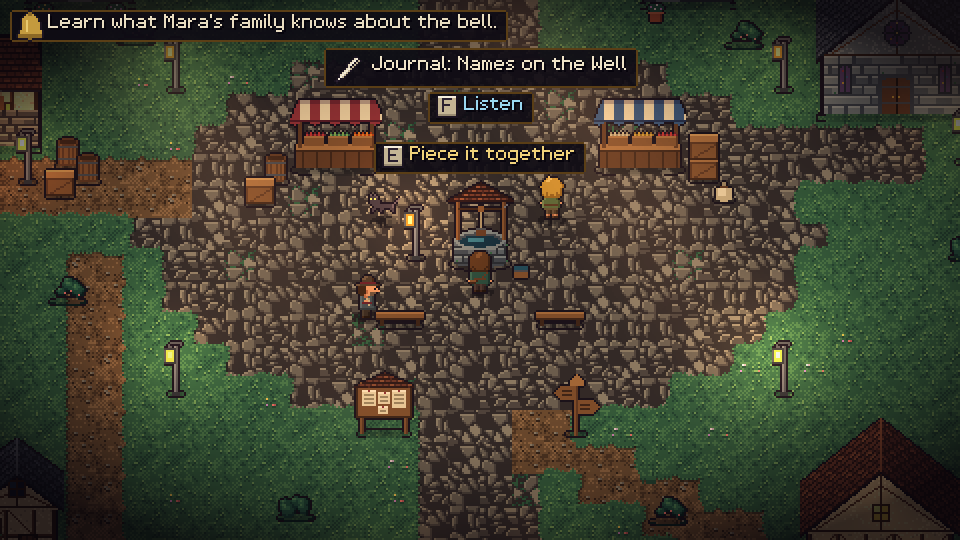 Learn what Mara's family knows about the bell.
Journal: Names on the Well
F Listen
E Piece it together